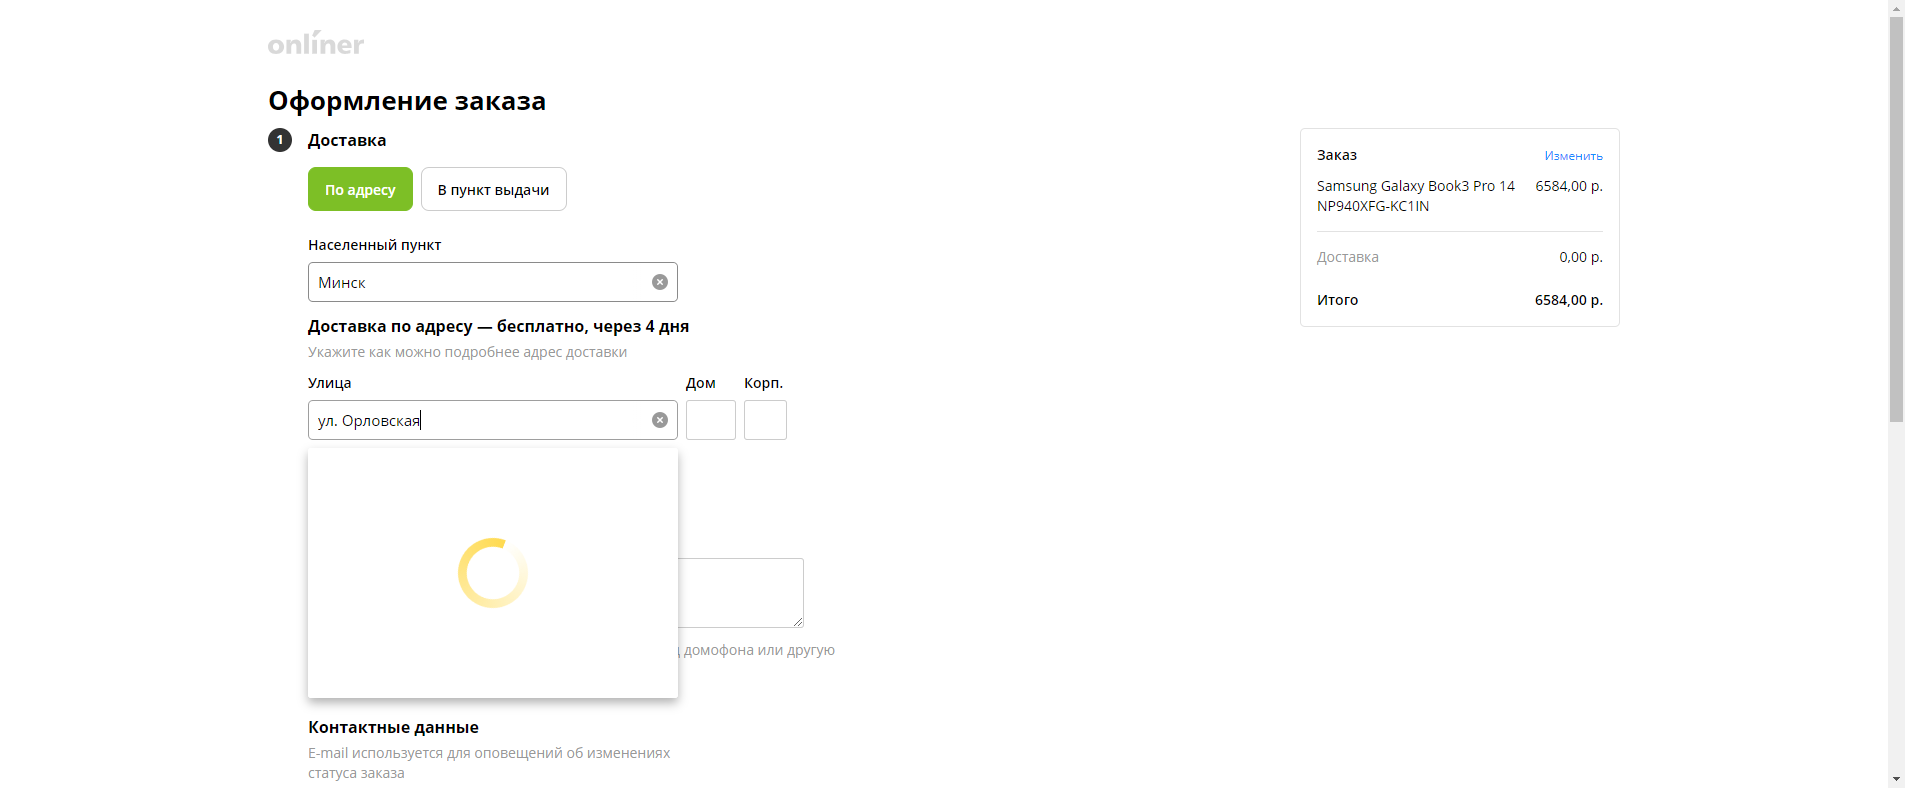 onliner
Оформление заказа
1 Доставка
По адресу В пункт выдачи
Населенный пункт
Минск
Доставка по адресу — бесплатно, через 4 дня
Укажите как можно подробнее адрес доставки
Улица Дом Корп.
ул. Орловская
домофона или другую
Контактные данные
E-mail используется для оповещений об изменениях
статуса заказа
Заказ Изменить
Samsung Galaxy Book3 Pro 14 6584,00 р.
NP940XFG-KC1IN
Доставка 0,00 р.
Итого 6584,00 р.